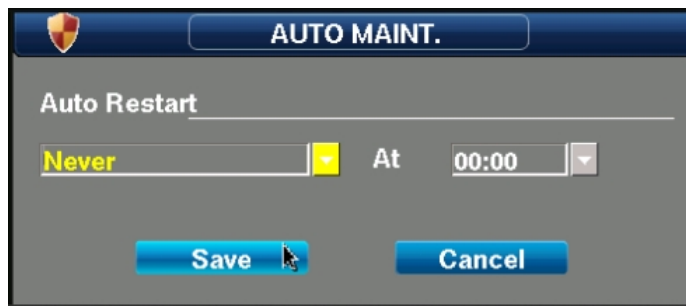 AUTO MAINT.
Auto Restart
Never At 00:00
Save Cancel